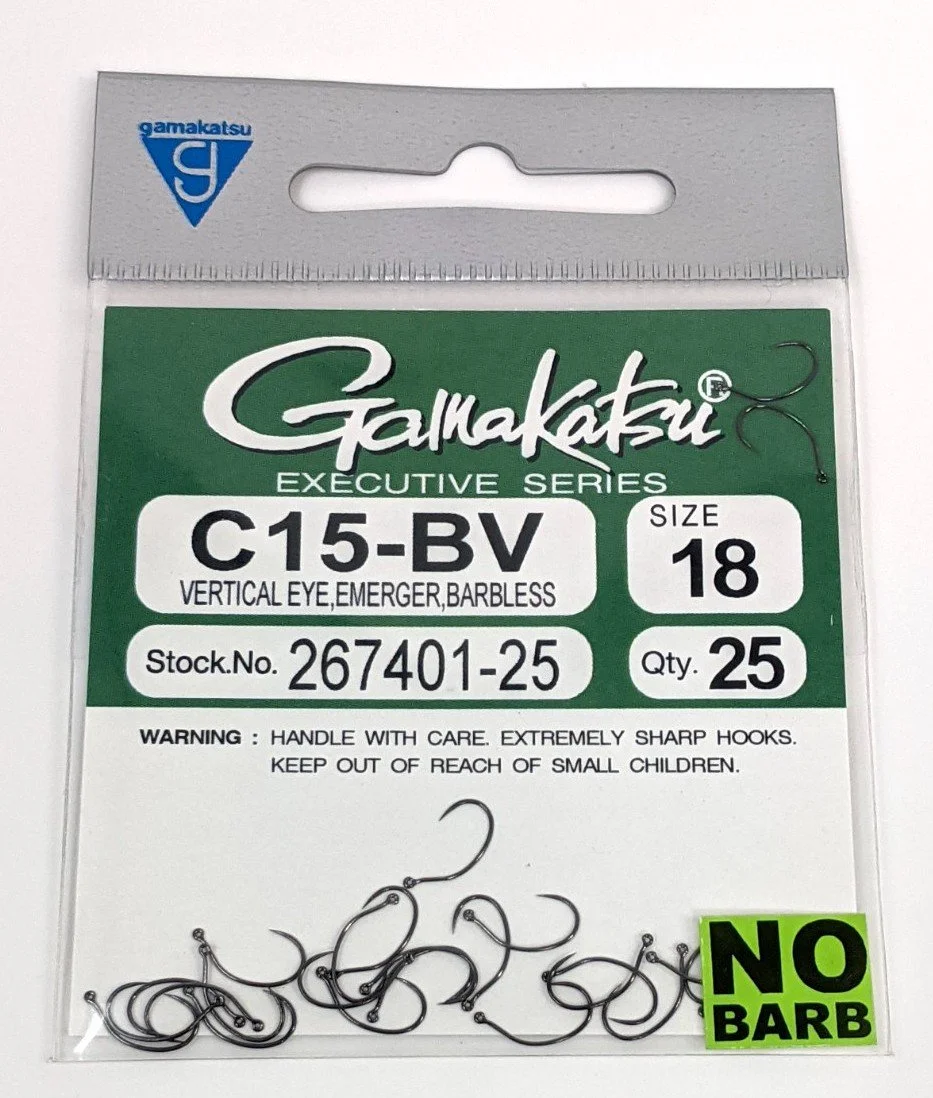 gamakatsu
g
Gamakatsu®
EXECUTIVE SERIES
C15-BV
VERTICAL EYE,EMERGER,BARBLESS
SIZE
18
Stock.No. 267401-25
Qty. 25
WARNING : HANDLE WITH CARE. EXTREMELY SHARP HOOKS.
KEEP OUT OF REACH OF SMALL CHILDREN.
NO
BARB